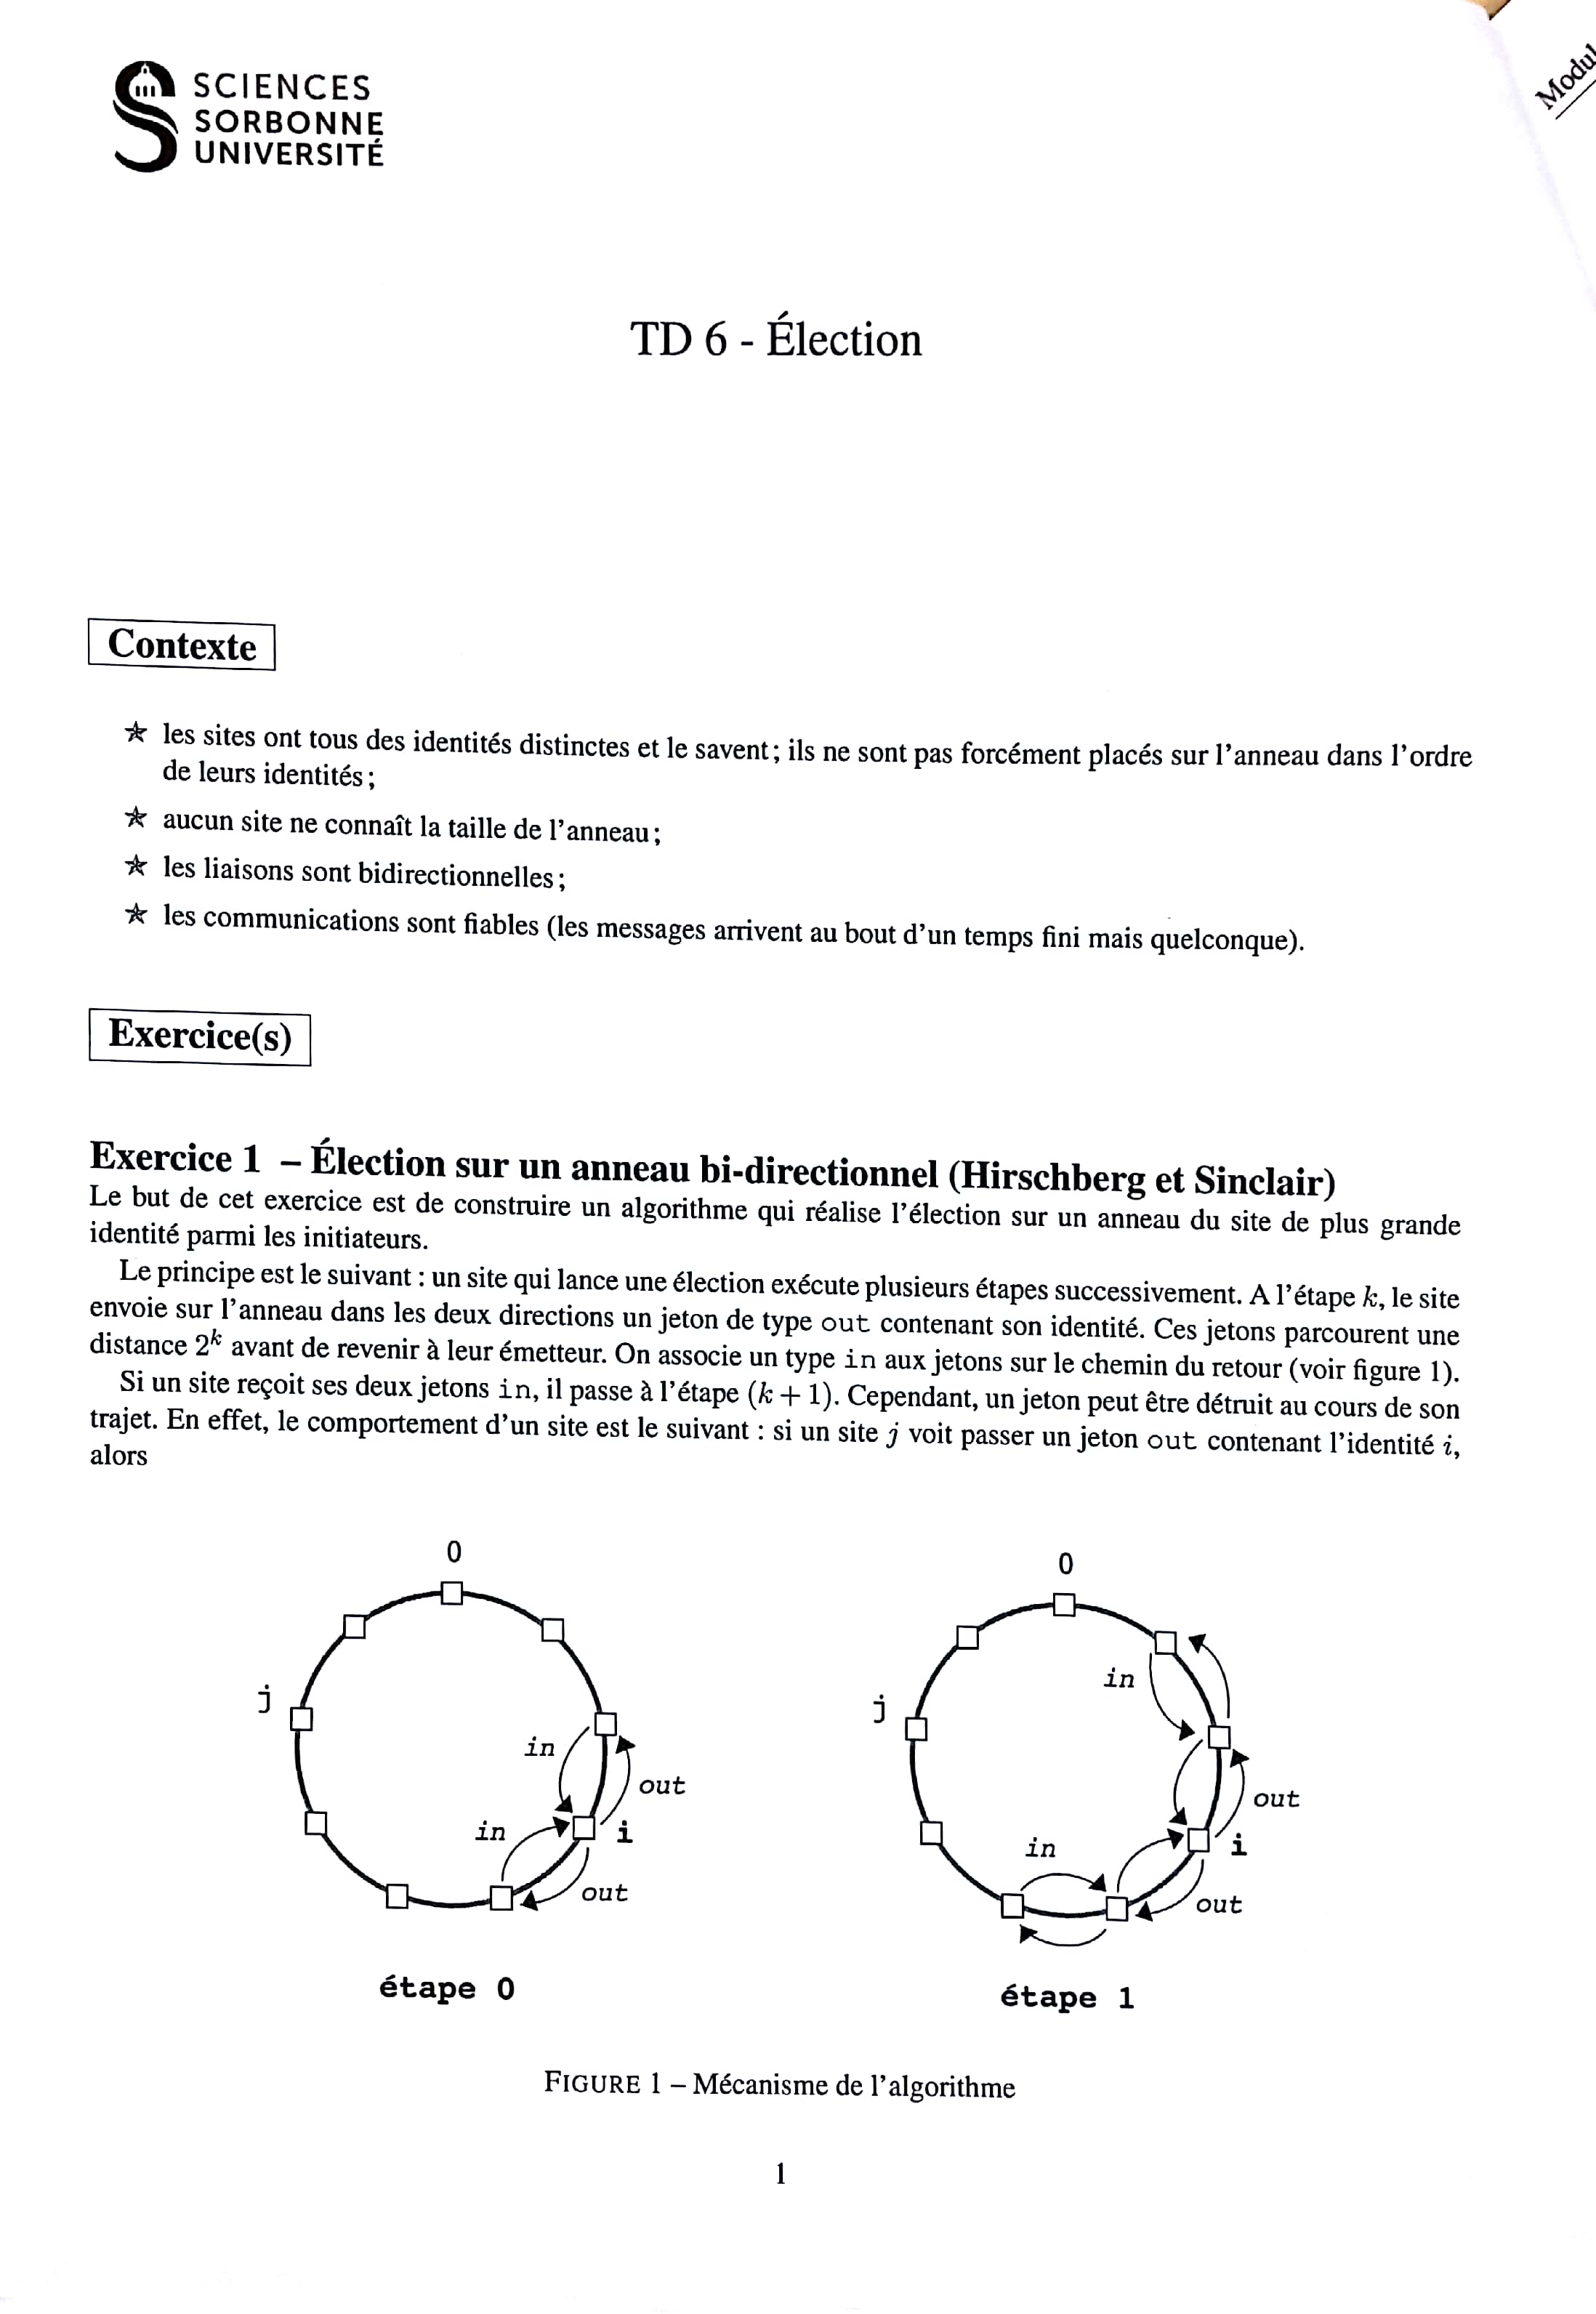 SCIENCES
SORBONNE
UNIVERSITÉ
Modul
TD 6 - Élection
Contexte
★ les sites ont tous des identités distinctes et le savent ; ils ne sont pas forcément placés sur l'anneau dans l'ordre
de leurs identités ;
★ aucun site ne connaît la taille de l'anneau ;
★ les liaisons sont bidirectionnelles ;
★ les communications sont fiables (les messages arrivent au bout d'un temps fini mais quelconque).
Exercice(s)
Exercice 1 – Élection sur un anneau bi-directionnel (Hirschberg et Sinclair)
Le but de cet exercice est de construire un algorithme qui réalise l'élection sur un anneau du site de plus grande
identité parmi les initiateurs.
Le principe est le suivant : un site qui lance une élection exécute plusieurs étapes successivement. A l'étape k, le site
envoie sur l'anneau dans les deux directions un jeton de type out contenant son identité. Ces jetons parcourent une
distance 2^k avant de revenir à leur émetteur. On associe un type in aux jetons sur le chemin du retour (voir figure 1).
Si un site reçoit ses deux jetons in, il passe à l'étape (k + 1). Cependant, un jeton peut être détruit au cours de son
trajet. En effet, le comportement d'un site est le suivant : si un site j voit passer un jeton out contenant l'identité i,
alors
0
j
in
out
in
i
out
étape 0
0
in
j
out
in
i
out
étape 1
FIGURE 1 – Mécanisme de l'algorithme
1